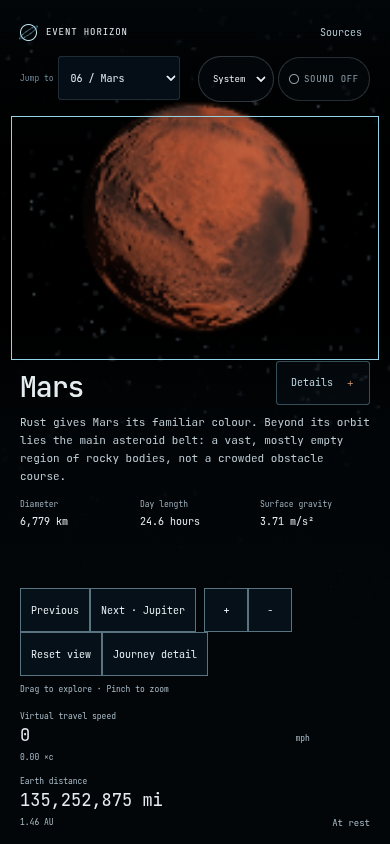 EVENT HORIZON
Sources
Jump to
06 / Mars
System
SOUND OFF
Mars
Details +
Rust gives Mars its familiar colour. Beyond its orbit
lies the main asteroid belt: a vast, mostly empty
region of rocky bodies, not a crowded obstacle
course.
Diameter
Day length
Surface gravity
6,779 km
24.6 hours
3.71 m/s²
Previous
Next · Jupiter
+
-
Reset view
Journey detail
Drag to explore · Pinch to zoom
Virtual travel speed
0
mph
0.00 ×c
Earth distance
135,252,875 mi
1.46 AU
At rest